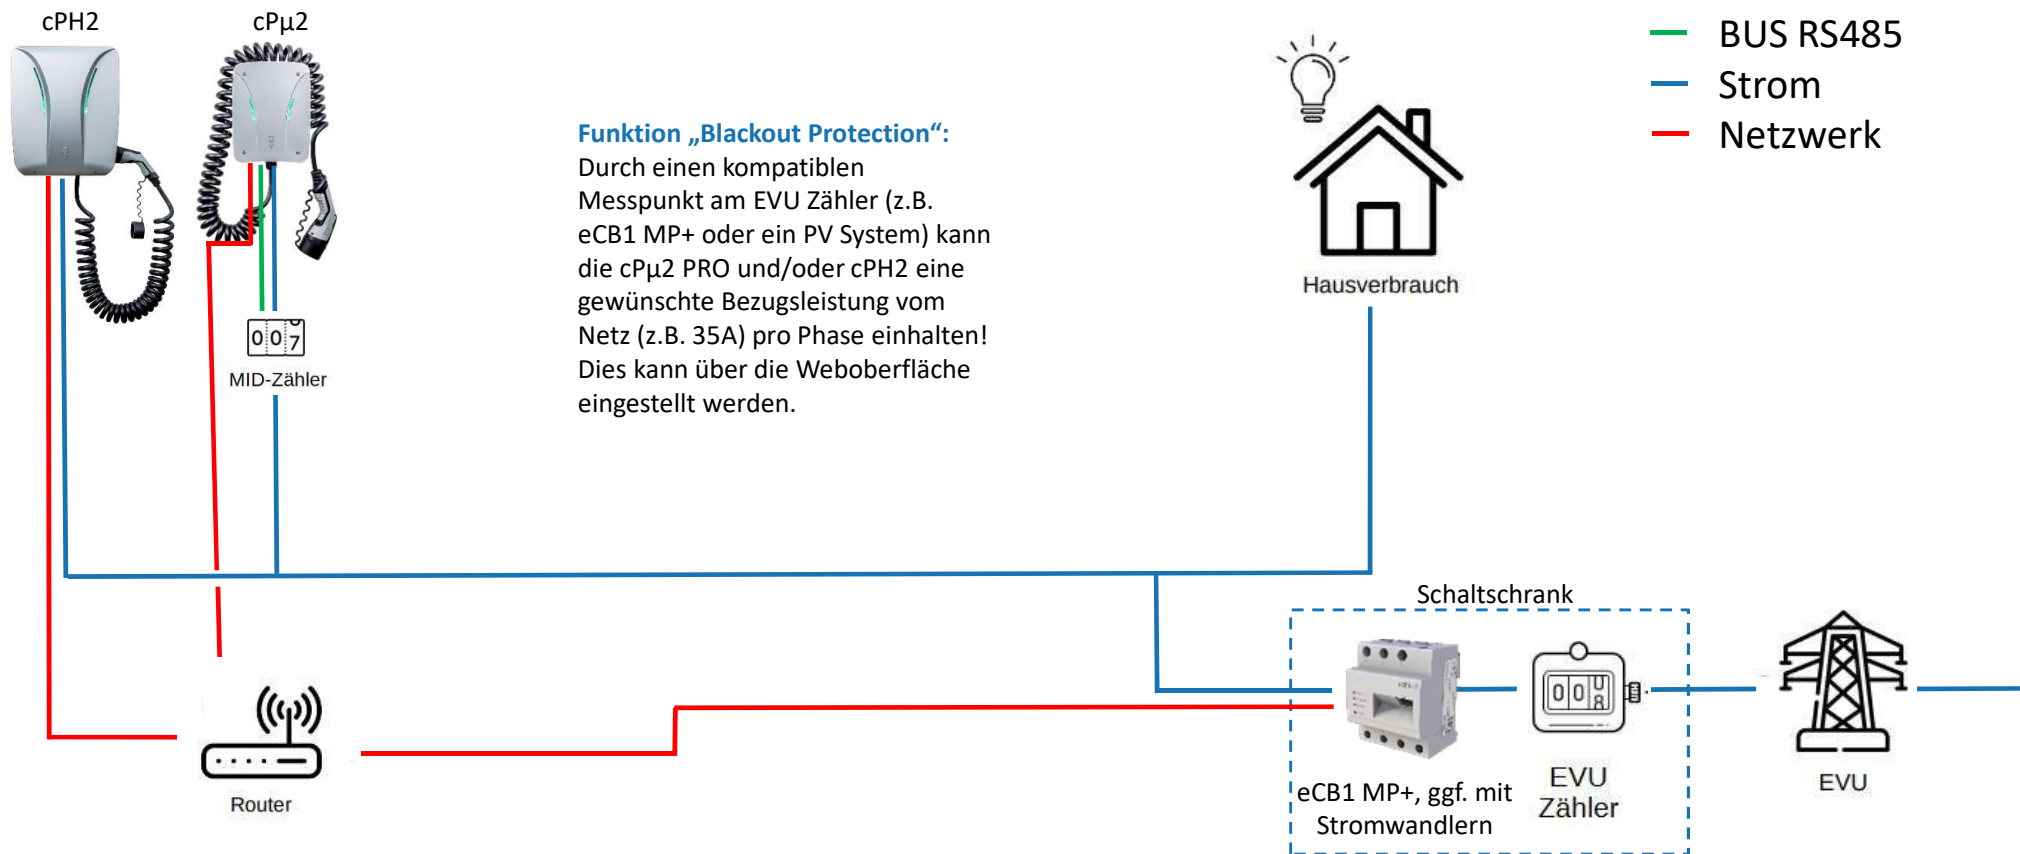 cPH2
cPµ2
BUS RS485
Strom
Netzwerk
Funktion „Blackout Protection“:
Durch einen kompatiblen
Messpunkt am EVU Zähler (z.B.
eCB1 MP+ oder ein PV System) kann
die cPµ2 PRO und/oder cPH2 eine
gewünschte Bezugsleistung vom
Netz (z.B. 35A) pro Phase einhalten!
Dies kann über die Weboberfläche
eingestellt werden.
Hausverbrauch
007
MID-Zähler
Schaltschrank
Router
eCB1 MP+, ggf. mit
Stromwandlern
EVU
Zähler
EVU